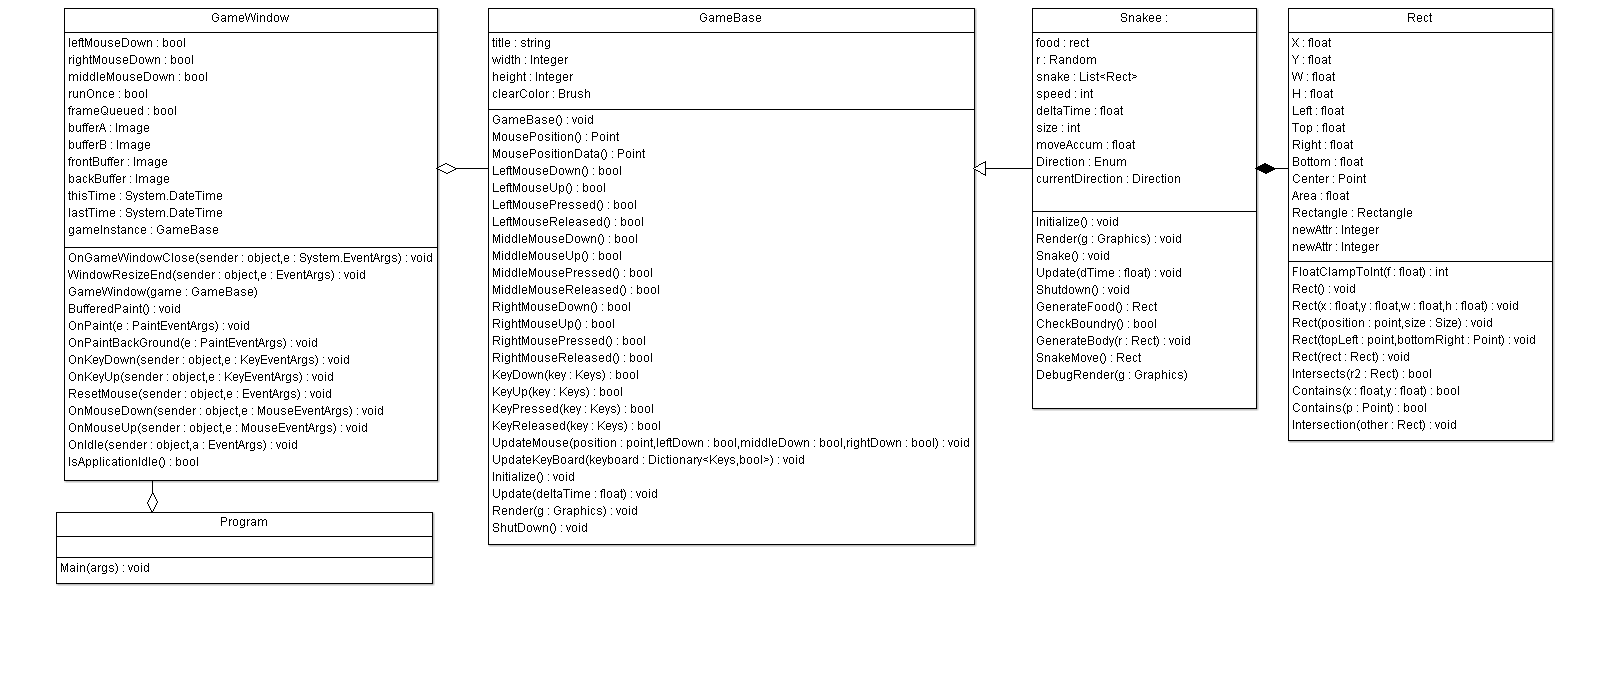 GameWindow
leftMouseDown : bool
rightMouseDown : bool
middleMouseDown : bool
runOnce : bool
frameQueued : bool
bufferA : Image
bufferB : Image
frontBuffer : Image
backBuffer : Image
thisTime : System.DateTime
lastTime : System.DateTime
gameInstance : GameBase
OnGameWindowClose(sender : object,e : System.EventArgs) : void
WindowResizeEnd(sender : object,e : EventArgs) : void
GameWindow(game : GameBase)
BufferedPaint() : void
OnPaint(e : PaintEventArgs) : void
OnPaintBackGround(e : PaintEventArgs) : void
OnKeyDown(sender : object,e : KeyEventArgs) : void
OnKeyUp(sender : object,e : KeyEventArgs) : void
ResetMouse(sender : object,e : EventArgs) : void
OnMouseDown(sender : object,e : MouseEventArgs) : void
OnMouseUp(sender : object,e : MouseEventArgs) : void
OnIdle(sender : object,a : EventArgs) : void
IsApplicationIdle() : bool
Program
Main(args) : void
GameBase
title : string
width : Integer
height : Integer
clearColor : Brush
GameBase() : void
MousePosition() : Point
MousePositionData() : Point
LeftMouseDown() : bool
LeftMouseUp() : bool
LeftMousePressed() : bool
LeftMouseReleased() : bool
MiddleMouseDown() : bool
MiddleMouseUp() : bool
MiddleMousePressed() : bool
MiddleMouseReleased() : bool
RightMouseDown() : bool
RightMouseUp() : bool
RightMousePressed() : bool
RightMouseReleased() : bool
KeyDown(key : Keys) : bool
KeyUp(key : Keys) : bool
KeyPressed(key : Keys) : bool
KeyReleased(key : Keys) : bool
UpdateMouse(position : point,leftDown : bool,middleDown : bool,rightDown : bool) : void
UpdateKeyBoard(keyboard : Dictionary<Keys,bool>) : void
Initialize() : void
Update(deltaTime : float) : void
Render(g : Graphics) : void
ShutDown() : void
Snakee :
food : rect
r : Random
snake : List<Rect>
speed : int
deltaTime : float
size : int
moveAccum : float
Direction : Enum
currentDirection : Direction
Initialize() : void
Render(g : Graphics) : void
Snake() : void
Update(dTime : float) : void
Shutdown() : void
GenerateFood() : Rect
CheckBoundry() : bool
GenerateBody(r : Rect) : void
SnakeMove() : Rect
DebugRender(g : Graphics)
Rect
X : float
Y : float
W : float
H : float
Left : float
Top : float
Right : float
Bottom : float
Center : Point
Area : float
Rectangle : Rectangle
newAttr : Integer
newAttr : Integer
FloatClampToInt(f : float) : int
Rect() : void
Rect(x : float,y : float,w : float,h : float) : void
Rect(position : point,size : Size) : void
Rect(topLeft : point,bottomRight : Point) : void
Rect(rect : Rect) : void
Intersects(r2 : Rect) : bool
Contains(x : float,y : float) : bool
Contains(p : Point) : bool
Intersection(other : Rect) : void